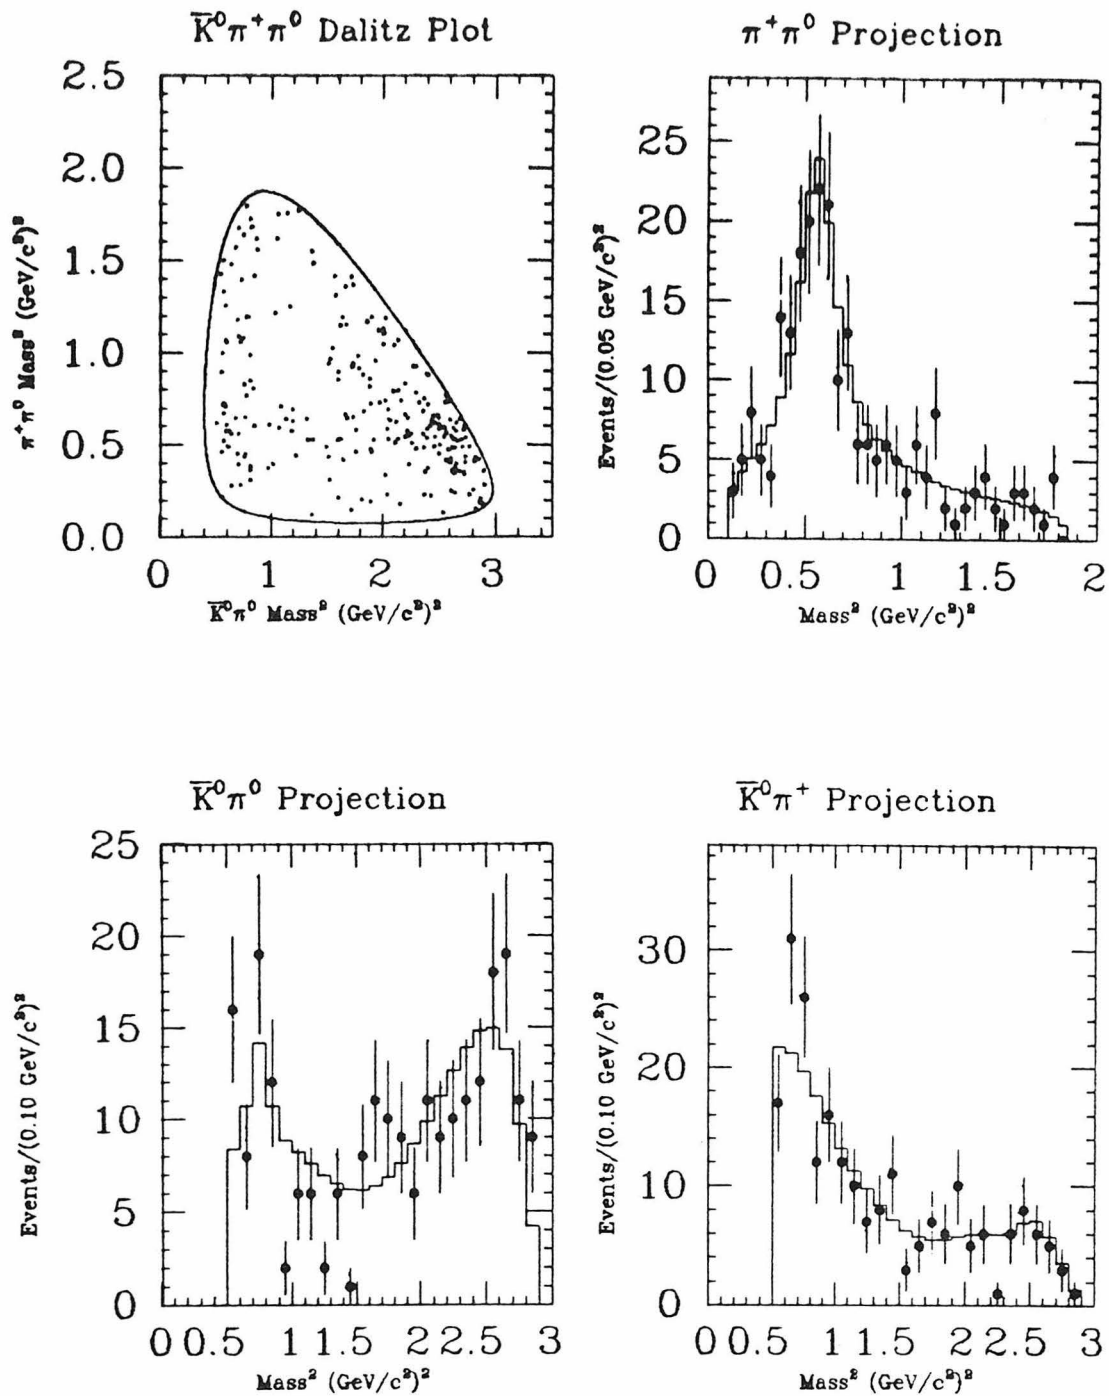 K̅⁰π⁺π⁰ Dalitz Plot
2.5
2.0
1.5
1.0
0.5
0.0
π⁺π⁰ Mass² (GeV/c²)²
0 1 2 3
K̅⁰π⁰ Mass² (GeV/c²)²
π⁺π⁰ Projection
25
20
15
10
5
0
Events/(0.05 GeV/c²)²
0 0.5 1 1.5 2
Mass² (GeV/c²)²
K̅⁰π⁰ Projection
25
20
15
10
5
0
Events/(0.10 GeV/c²)²
0 0.5 1 1.5 2 2.5 3
Mass² (GeV/c²)²
K̅⁰π⁺ Projection
30
20
10
0
Events/(0.10 GeV/c²)²
0 0.5 1 1.5 2 2.5 3
Mass² (GeV/c²)²